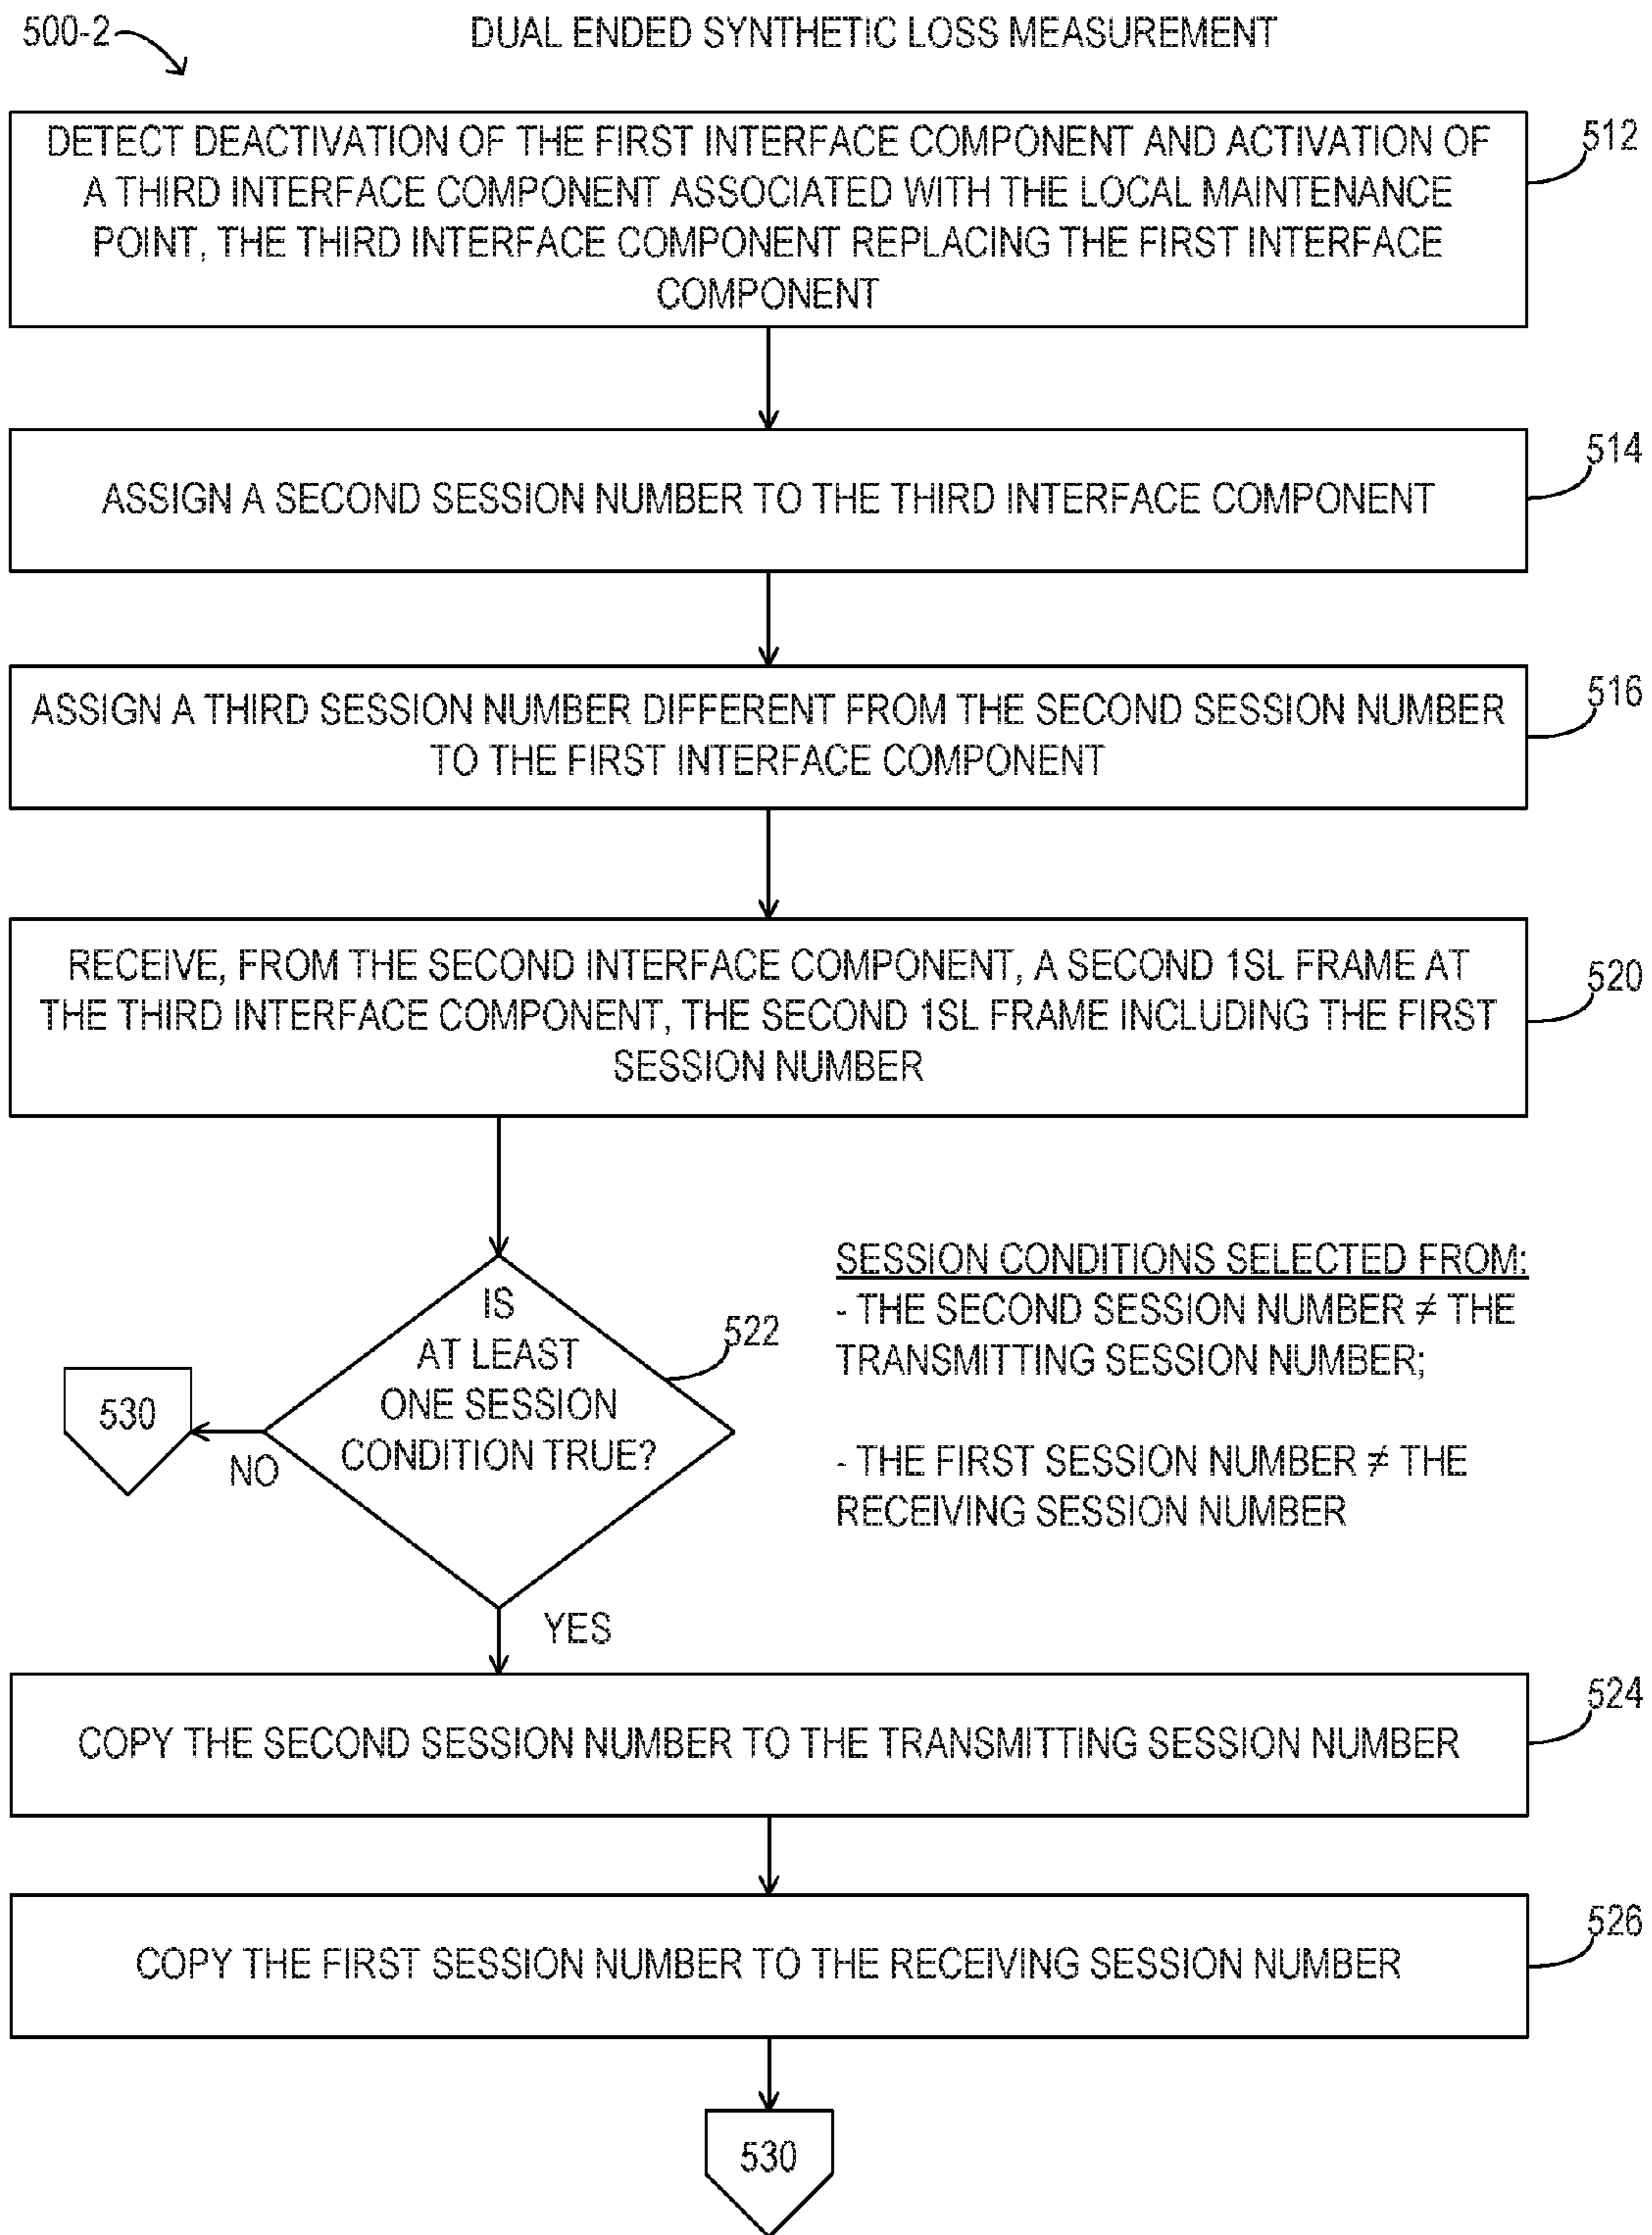 500-2
DUAL ENDED SYNTHETIC LOSS MEASUREMENT
DETECT DEACTIVATION OF THE FIRST INTERFACE COMPONENT AND ACTIVATION OF
A THIRD INTERFACE COMPONENT ASSOCIATED WITH THE LOCAL MAINTENANCE
POINT, THE THIRD INTERFACE COMPONENT REPLACING THE FIRST INTERFACE
COMPONENT
512
ASSIGN A SECOND SESSION NUMBER TO THE THIRD INTERFACE COMPONENT
514
ASSIGN A THIRD SESSION NUMBER DIFFERENT FROM THE SECOND SESSION NUMBER
TO THE FIRST INTERFACE COMPONENT
516
RECEIVE, FROM THE SECOND INTERFACE COMPONENT, A SECOND 1SL FRAME AT
THE THIRD INTERFACE COMPONENT, THE SECOND 1SL FRAME INCLUDING THE FIRST
SESSION NUMBER
520
IS
AT LEAST
ONE SESSION
CONDITION TRUE?
522
SESSION CONDITIONS SELECTED FROM:
- THE SECOND SESSION NUMBER ≠ THE
TRANSMITTING SESSION NUMBER;
- THE FIRST SESSION NUMBER ≠ THE
RECEIVING SESSION NUMBER
530
NO
YES
COPY THE SECOND SESSION NUMBER TO THE TRANSMITTING SESSION NUMBER
524
COPY THE FIRST SESSION NUMBER TO THE RECEIVING SESSION NUMBER
526
530